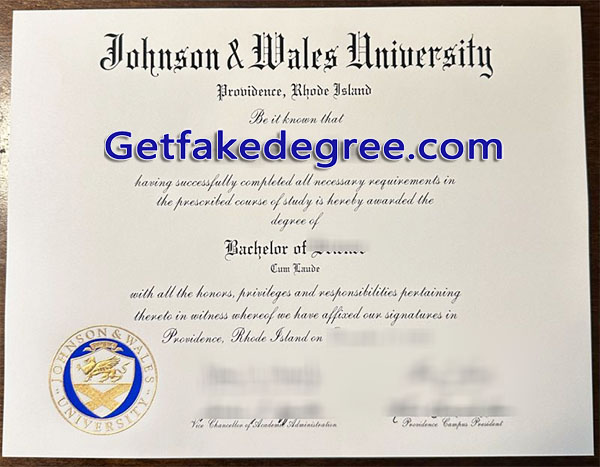 Johnson & Wales University
Providence, Rhode Island
Be it known that
Getfakedegree.com
having successfully completed all necessary requirements in
the prescribed course of study is hereby awarded the
degree of
Bachelor of
Cum Laude
with all the honors, privileges and responsibilities pertaining
thereto in witness whereof we have affixed our signatures in
Providence, Rhode Island on
JOHNSON & WALES
UNIVERSITY
Vice Chancellor of Academic Administration
Providence Campus President